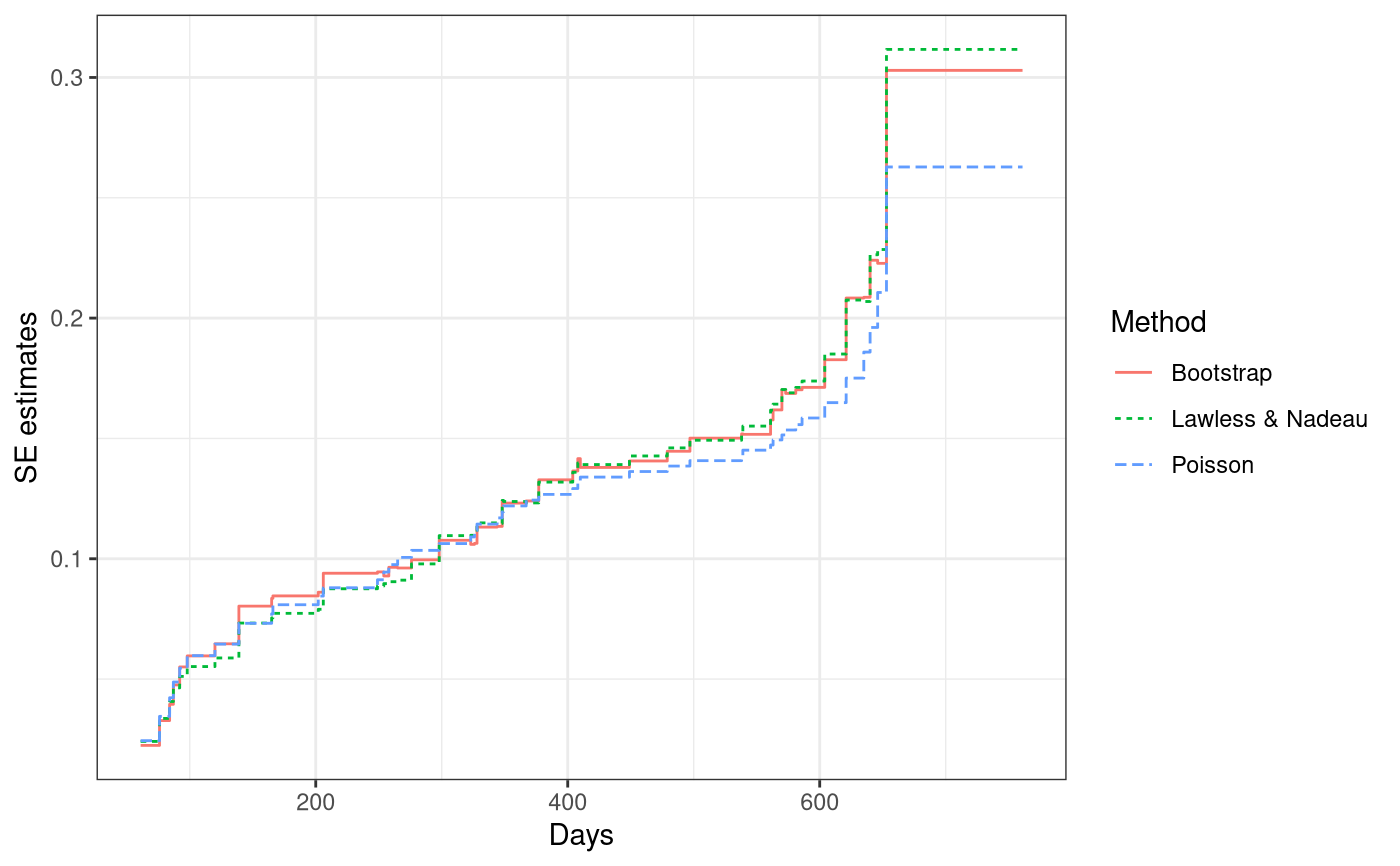 0.3
0.2
0.1
SE estimates
200
400
600
Days
Method
Bootstrap
Lawless & Nadeau
Poisson